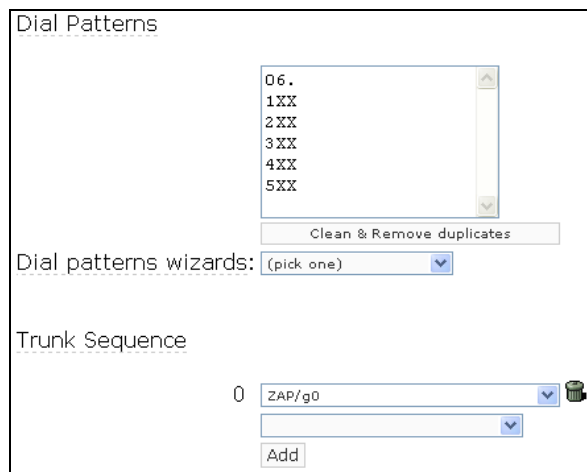 Dial Patterns
06.
1XX
2XX
3XX
4XX
5XX
Clean & Remove duplicates
Dial patterns wizards: (pick one)
Trunk Sequence
0 ZAP/g0
Add